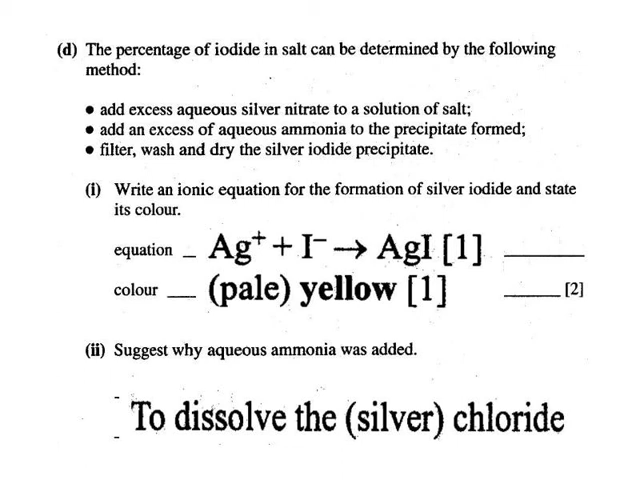 (d) The percentage of iodide in salt can be determined by the following
method:
• add excess aqueous silver nitrate to a solution of salt;
• add an excess of aqueous ammonia to the precipitate formed;
• filter, wash and dry the silver iodide precipitate.
(i) Write an ionic equation for the formation of silver iodide and state
its colour.
equation _ Ag⁺ + I⁻ → AgI [1] ______
colour __ (pale) yellow [1] _____ [2]
(ii) Suggest why aqueous ammonia was added.
To dissolve the (silver) chloride